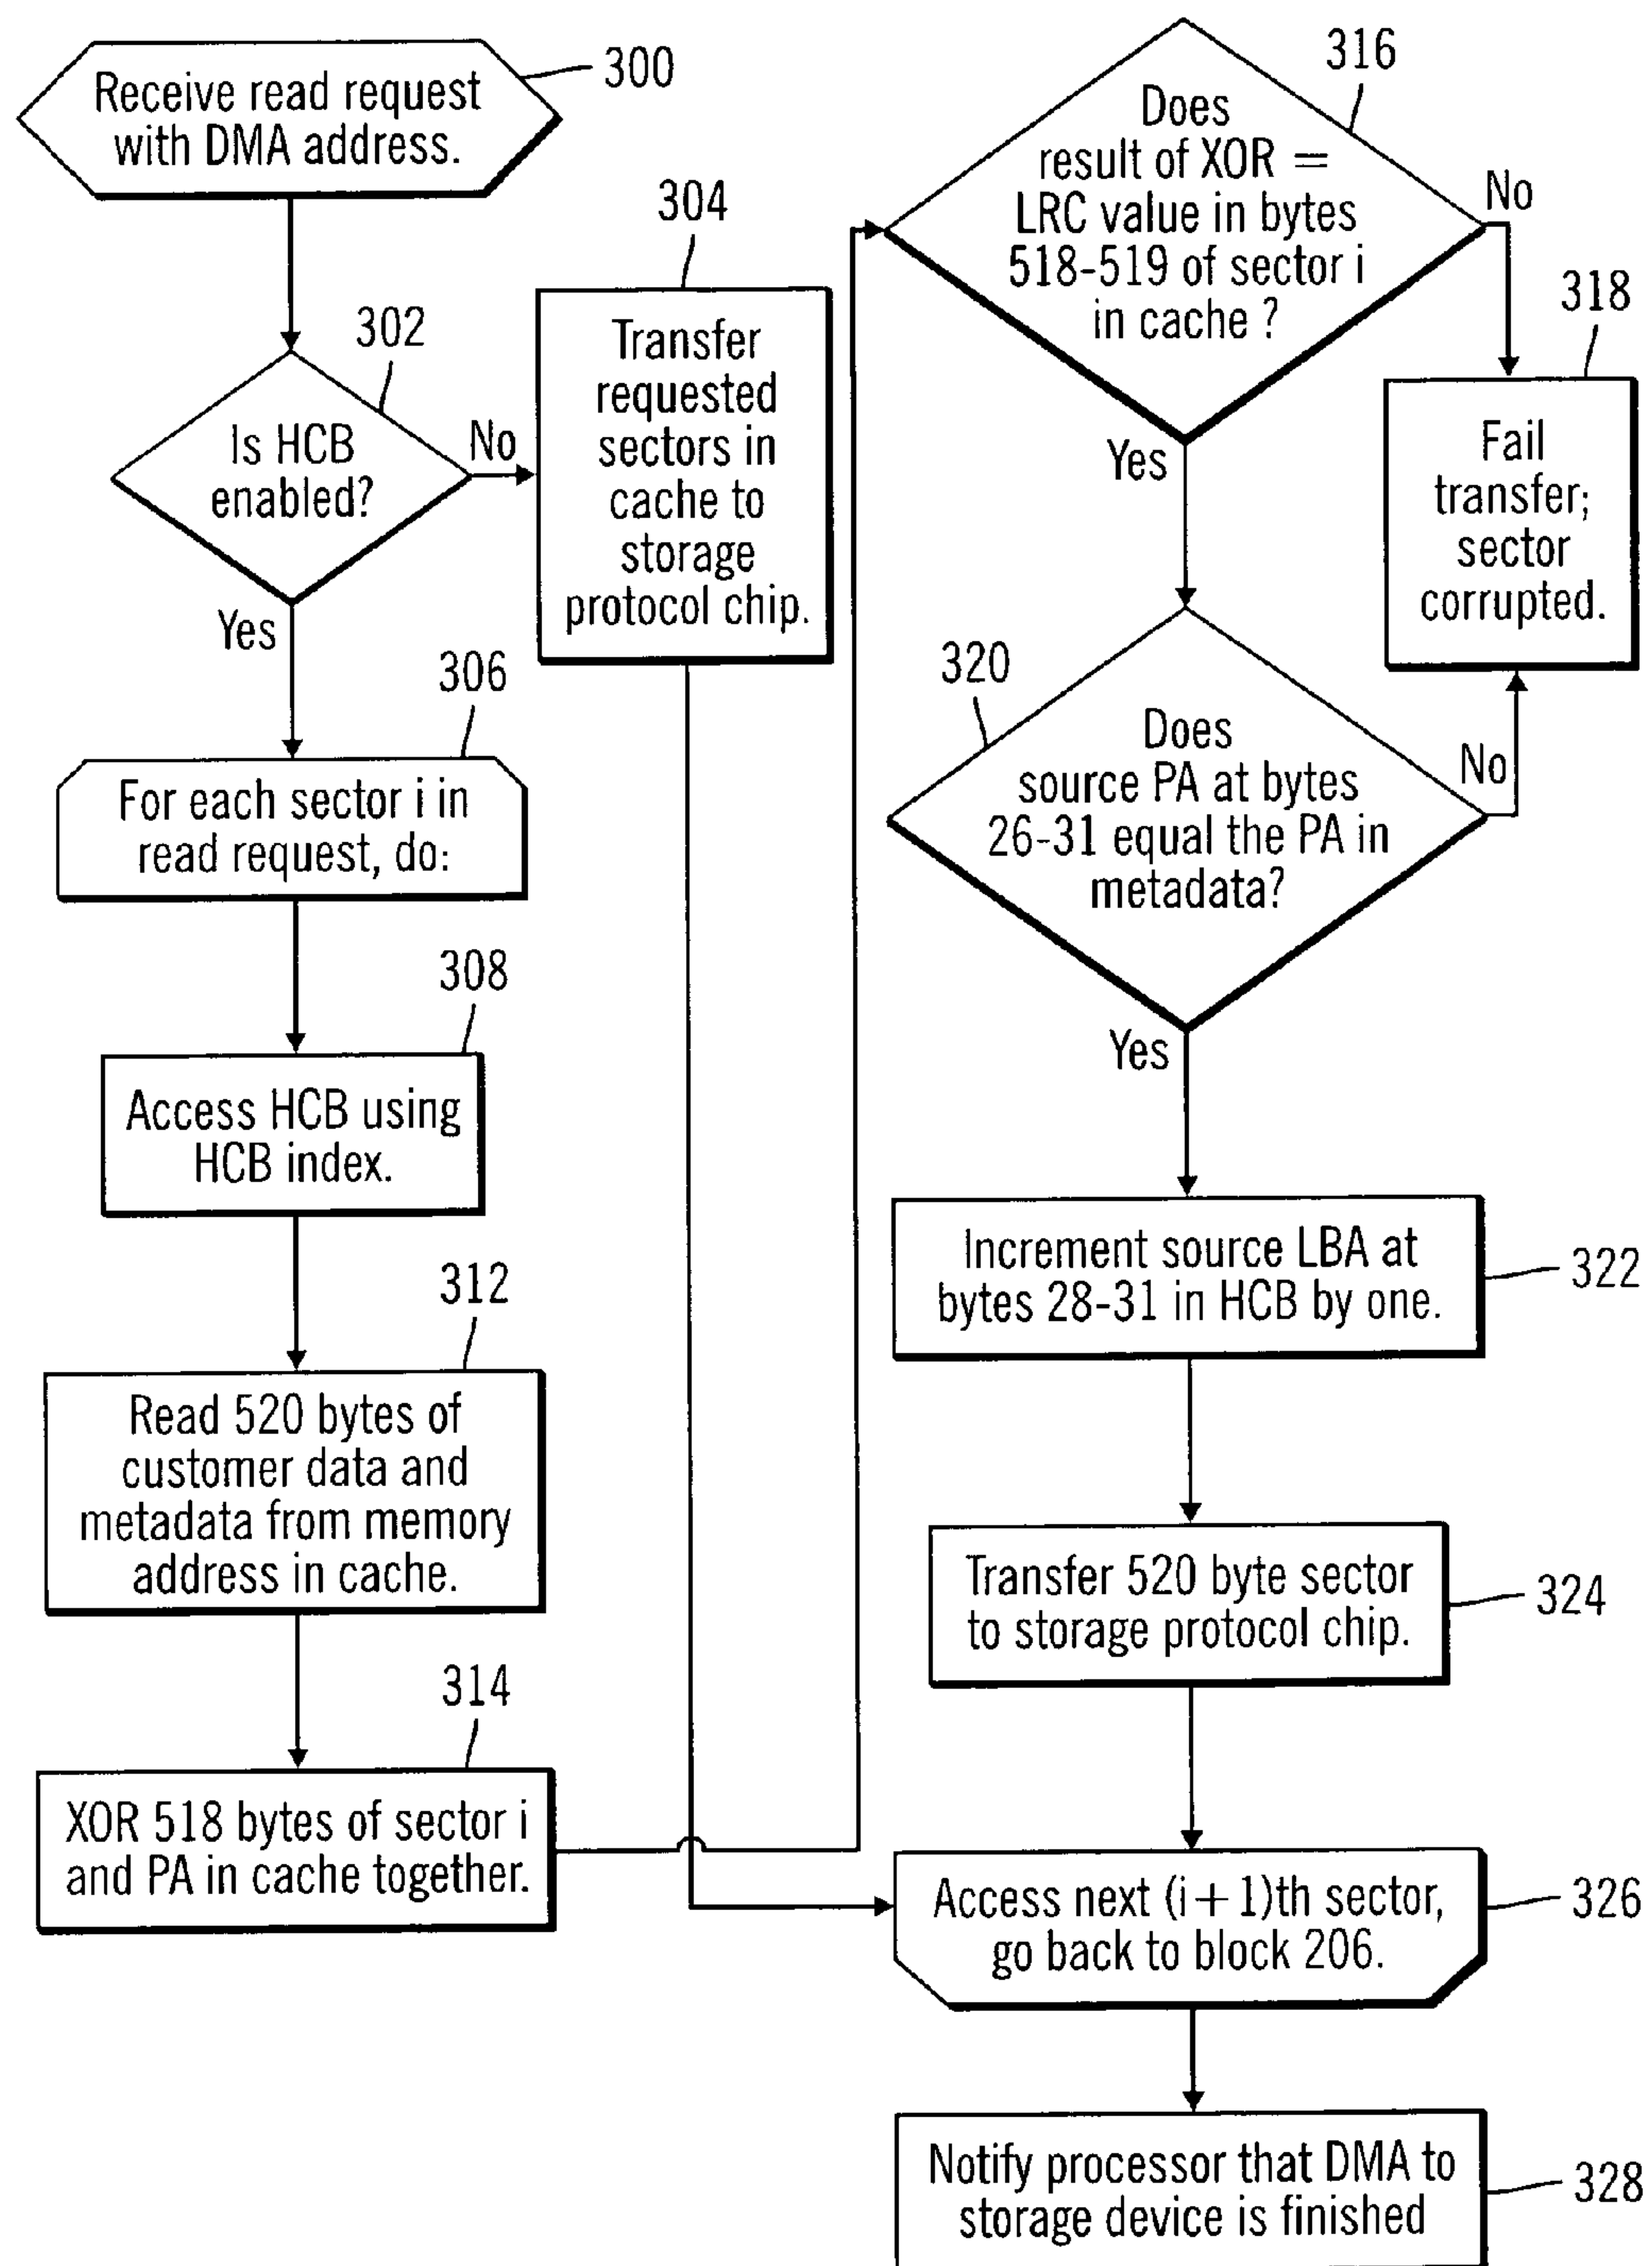 300
Receive read request
with DMA address.
302
Is HCB
enabled?
No
Yes
304
Transfer
requested
sectors in
cache to
storage
protocol chip.
306
For each sector i in
read request, do:
308
Access HCB using
HCB index.
312
Read 520 bytes of
customer data and
metadata from memory
address in cache.
314
XOR 518 bytes of sector i
and PA in cache together.
316
Does
result of XOR =
LRC value in bytes
518-519 of sector i
in cache ?
No
Yes
318
Fail
transfer;
sector
corrupted.
320
Does
source PA at bytes
26-31 equal the PA in
metadata?
No
Yes
Increment source LBA at
bytes 28-31 in HCB by one.
322
Transfer 520 byte sector
to storage protocol chip.
324
Access next (i+1)th sector,
go back to block 206.
326
Notify processor that DMA to
storage device is finished
328